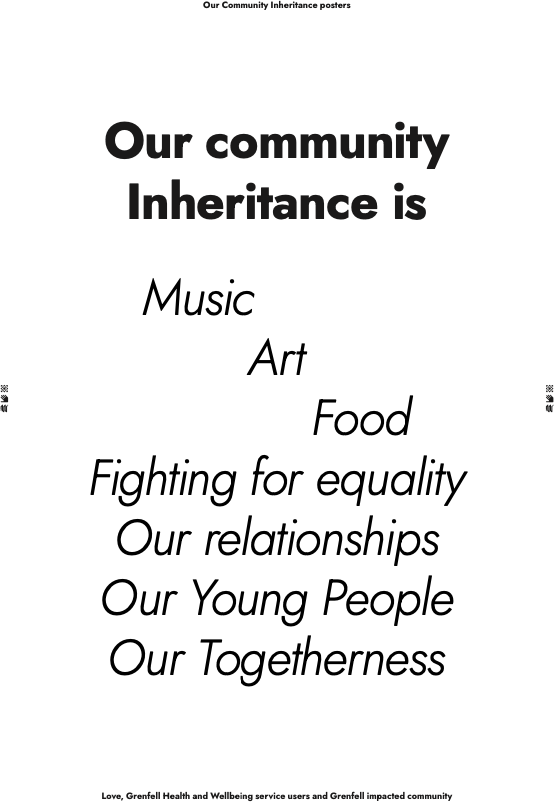 Our Community Inheritance posters
Our community
Inheritance is
Music
Art
Food
Fighting for equality
Our relationships
Our Young People
Our Togetherness
Love, Grenfell Health and Wellbeing service users and Grenfell impacted community